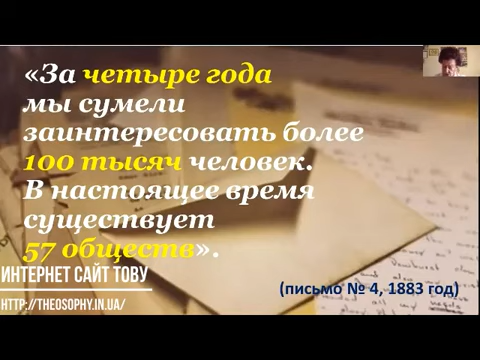 «За четыре года
мы сумели
заинтересовать более
100 тысяч человек.
В настоящее время
существует
57 обществ».
ИНТЕРНЕТ САЙТ ТОВУ
HTTP://THEOSOPHY.IN.UA/
(письмо № 4, 1883 год)